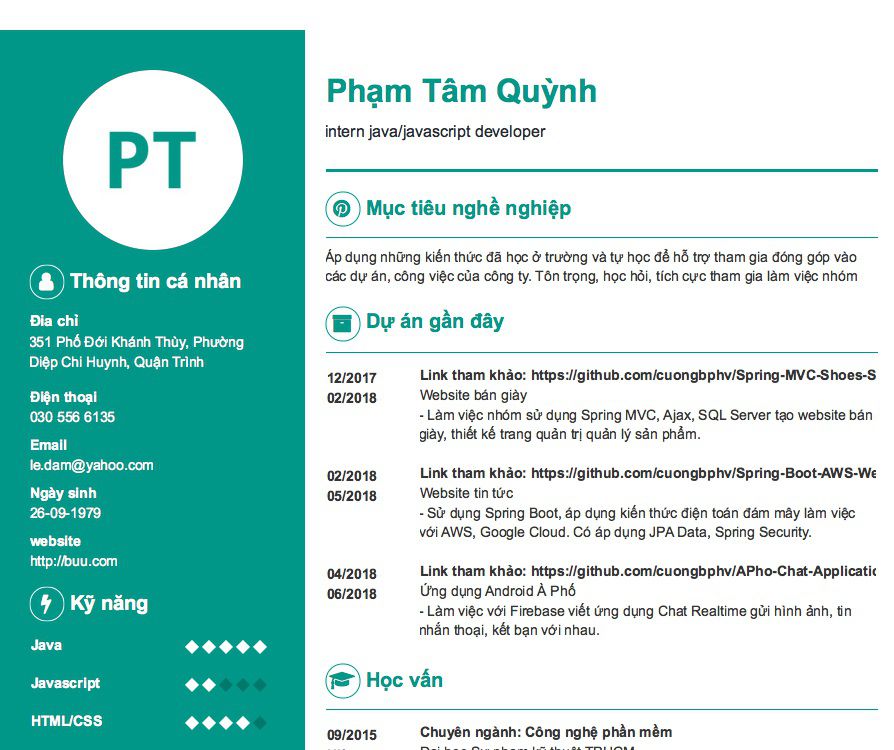 PT
Thông tin cá nhân
Địa chỉ
351 Phố Đới Khánh Thùy, Phường
Diệp Chi Huynh, Quận Trình
Điện thoại
030 556 6135
Email
le.dam@yahoo.com
Ngày sinh
26-09-1979
website
http://buu.com
Kỹ năng
Java
Javascript
HTML/CSS
Phạm Tâm Quỳnh
intern java/javascript developer
Mục tiêu nghề nghiệp
Áp dụng những kiến thức đã học ở trường và tự học để hỗ trợ tham gia đóng góp vào
các dự án, công việc của công ty. Tôn trọng, học hỏi, tích cực tham gia làm việc nhóm
Dự án gần đây
12/2017
02/2018
Link tham khảo: https://github.com/cuongbphv/Spring-MVC-Shoes-S
Website bán giày
- Làm việc nhóm sử dụng Spring MVC, Ajax, SQL Server tạo website bán
giày, thiết kế trang quản trị quản lý sản phẩm.
02/2018
05/2018
Link tham khảo: https://github.com/cuongbphv/Spring-Boot-AWS-We
Website tin tức
- Sử dụng Spring Boot, áp dụng kiến thức điện toán đám mây làm việc
với AWS, Google Cloud. Có áp dụng JPA Data, Spring Security.
04/2018
06/2018
Link tham khảo: https://github.com/cuongbphv/APho-Chat-Applicatio
Ứng dụng Android À Phố
- Làm việc với Firebase viết ứng dụng Chat Realtime gửi hình ảnh, tin
nhắn thoại, kết bạn với nhau.
Học vấn
09/2015
Chuyên ngành: Công nghệ phần mềm